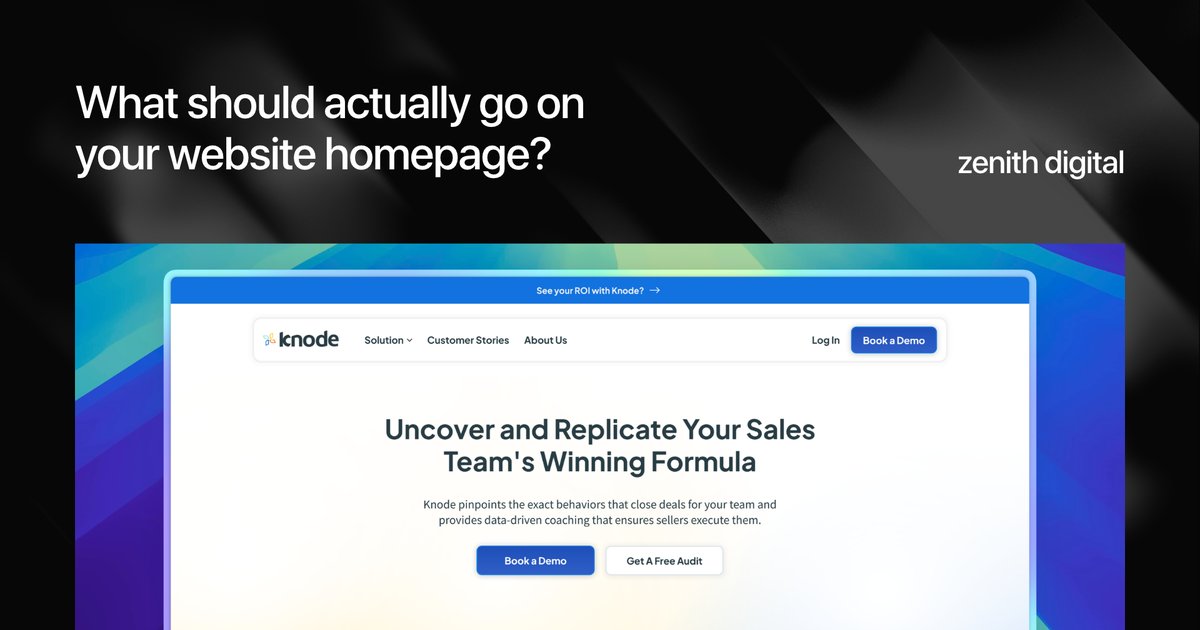 What should actually go on
your website homepage?
zenith digital
See your ROI with Knode? →
knode
Solution
Customer Stories
About Us
Log In
Book a Demo
Uncover and Replicate Your Sales
Team's Winning Formula
Knode pinpoints the exact behaviors that close deals for your team and
provides data-driven coaching that ensures sellers execute them.
Book a Demo
Get A Free Audit